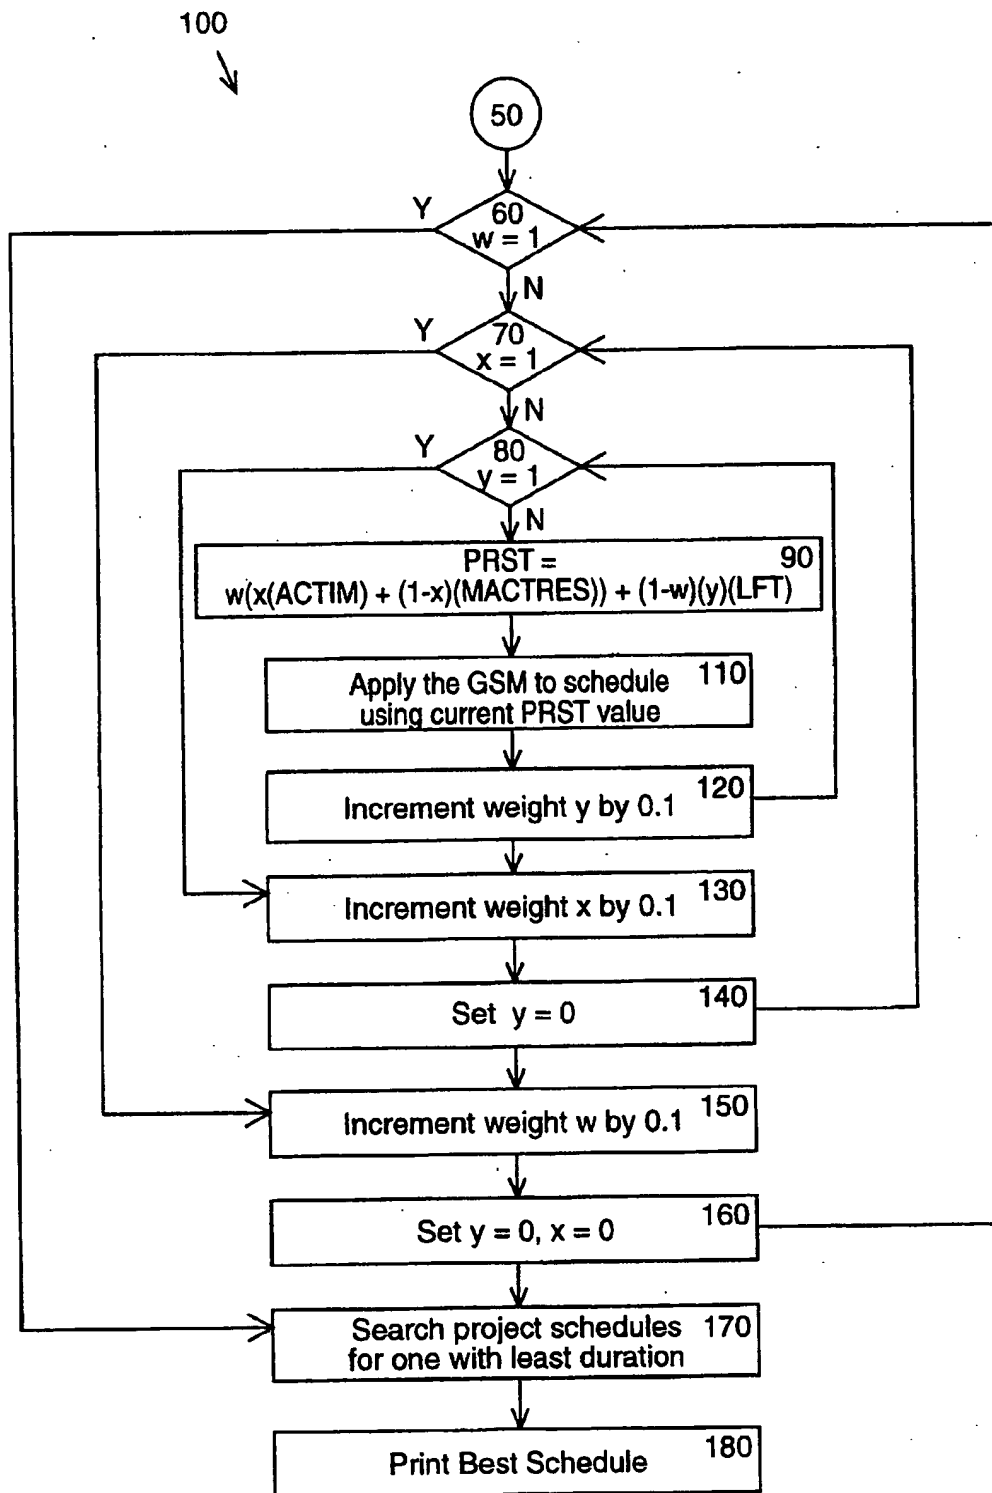 100
50
Y
60
w = 1
N
Y
70
x = 1
N
Y
80
y = 1
N
PRST = 90
w(x(ACTIM) + (1-x)(MACTRES)) + (1-w)(y)(LFT)
Apply the GSM to schedule 110
using current PRST value
Increment weight y by 0.1 120
Increment weight x by 0.1 130
Set y = 0 140
Increment weight w by 0.1 150
Set y = 0, x = 0 160
Search project schedules 170
for one with least duration
Print Best Schedule 180